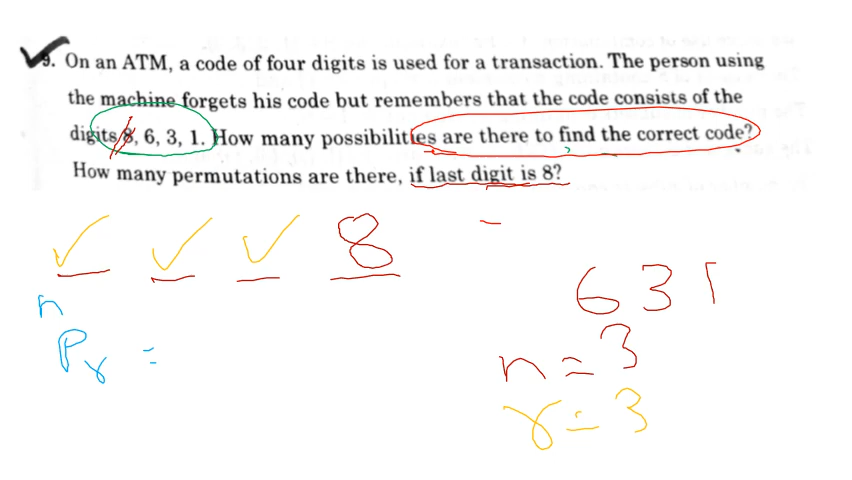 9. On an ATM, a code of four digits is used for a transaction. The person using
the machine forgets his code but remembers that the code consists of the
digits 8, 6, 3, 1. How many possibilities are there to find the correct code?
How many permutations are there, if last digit is 8?
8
6 3 1
n
Pr =
n = 3
r = 3